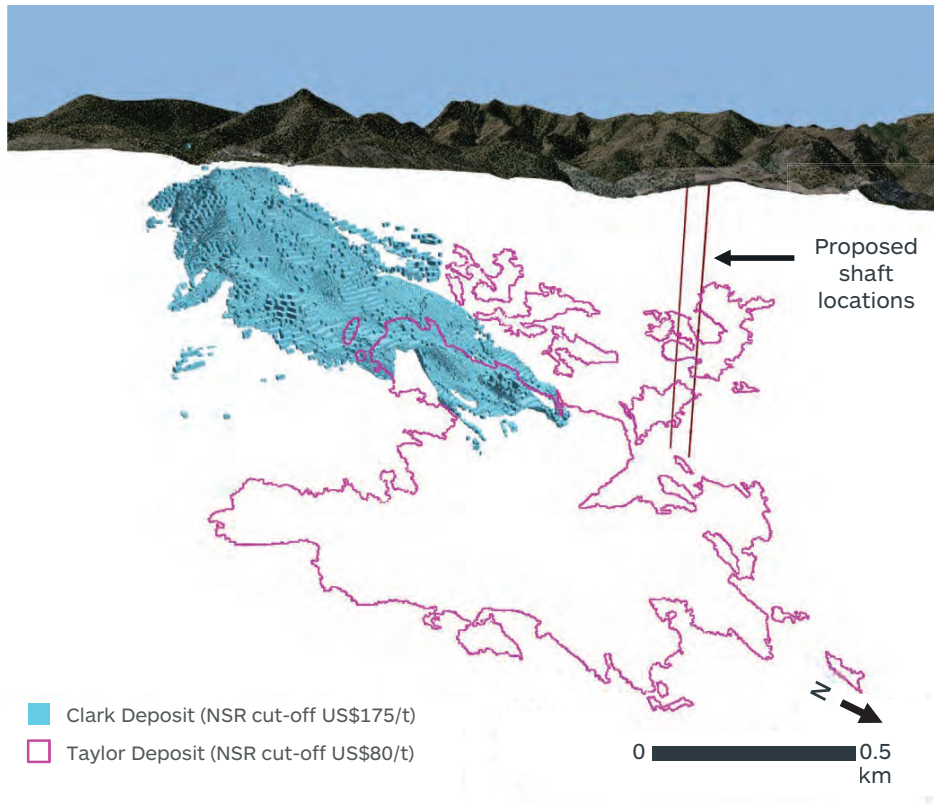 Proposed
shaft
locations
N
Clark Deposit (NSR cut-off US$175/t)
Taylor Deposit (NSR cut-off US$80/t)
0
0.5
km